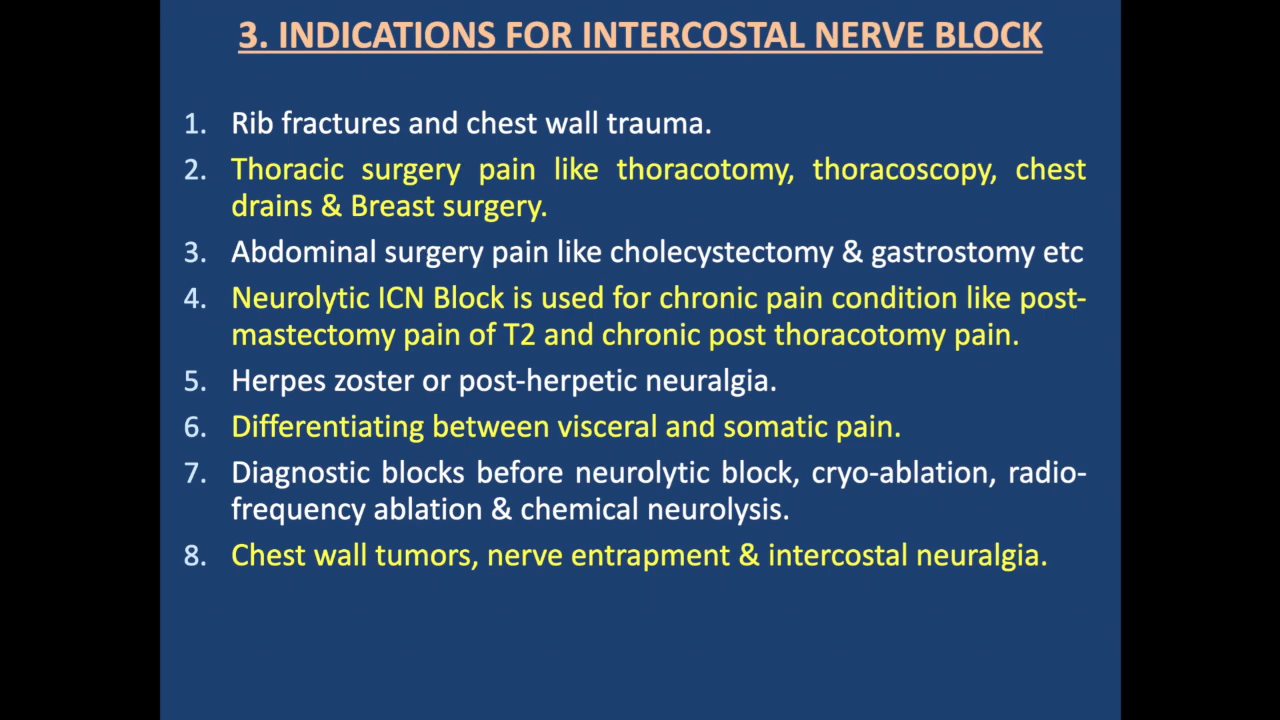 3. INDICATIONS FOR INTERCOSTAL NERVE BLOCK
1. Rib fractures and chest wall trauma.
2. Thoracic surgery pain like thoracotomy, thoracoscopy, chest
drains & Breast surgery.
3. Abdominal surgery pain like cholecystectomy & gastrostomy etc
4. Neurolytic ICN Block is used for chronic pain condition like post-
mastectomy pain of T2 and chronic post thoracotomy pain.
5. Herpes zoster or post-herpetic neuralgia.
6. Differentiating between visceral and somatic pain.
7. Diagnostic blocks before neurolytic block, cryo-ablation, radio-
frequency ablation & chemical neurolysis.
8. Chest wall tumors, nerve entrapment & intercostal neuralgia.